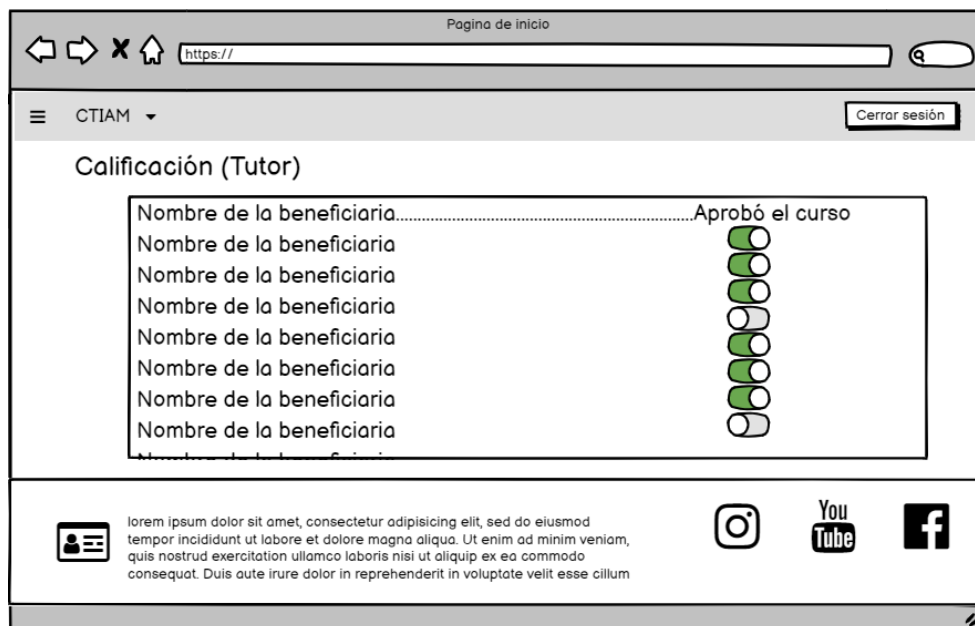 Pagina de inicio
https://
CTIAM
Cerrar sesión
Calificación (Tutor)
Nombre de la beneficiaria...............................................................Aprobó el curso
Nombre de la beneficiaria
Nombre de la beneficiaria
Nombre de la beneficiaria
Nombre de la beneficiaria
Nombre de la beneficiaria
Nombre de la beneficiaria
Nombre de la beneficiaria
lorem ipsum dolor sit amet, consectetur adipisicing elit, sed do eiusmod
tempor incididunt ut labore et dolore magna aliqua. Ut enim ad minim veniam,
quis nostrud exercitation ullamco laboris nisi ut aliquip ex ea commodo
consequat. Duis aute irure dolor in reprehenderit in voluptate velit esse cillum
You
Tube